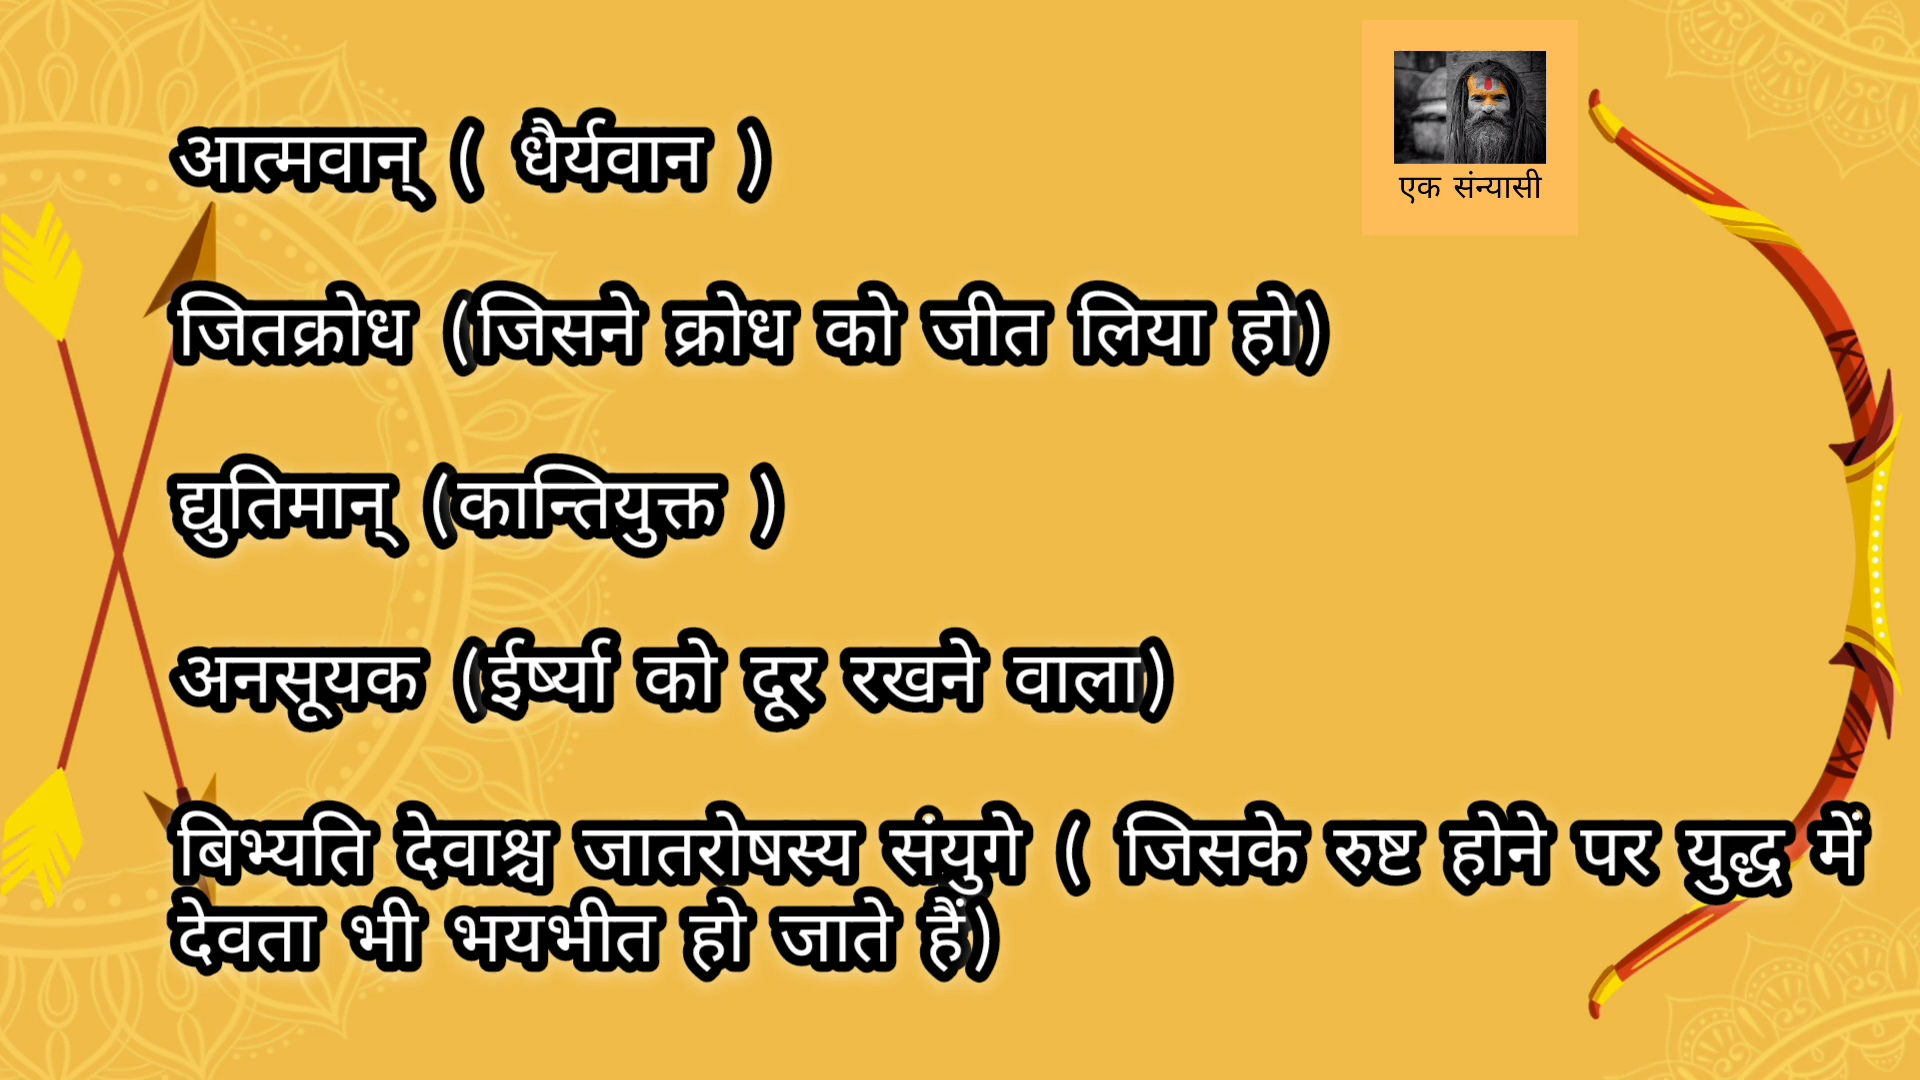 एक संन्यासी
आत्मवान् ( धैर्यवान )
जितक्रोध (जिसने क्रोध को जीत लिया हो)
द्युतिमान् (कान्तियुक्त )
अनसूयक (ईर्ष्या को दूर रखने वाला)
बिभ्यति देवाश्च जातरोषस्य संयुगे ( जिसके रुष्ट होने पर युद्ध में
देवता भी भयभीत हो जाते हैं)